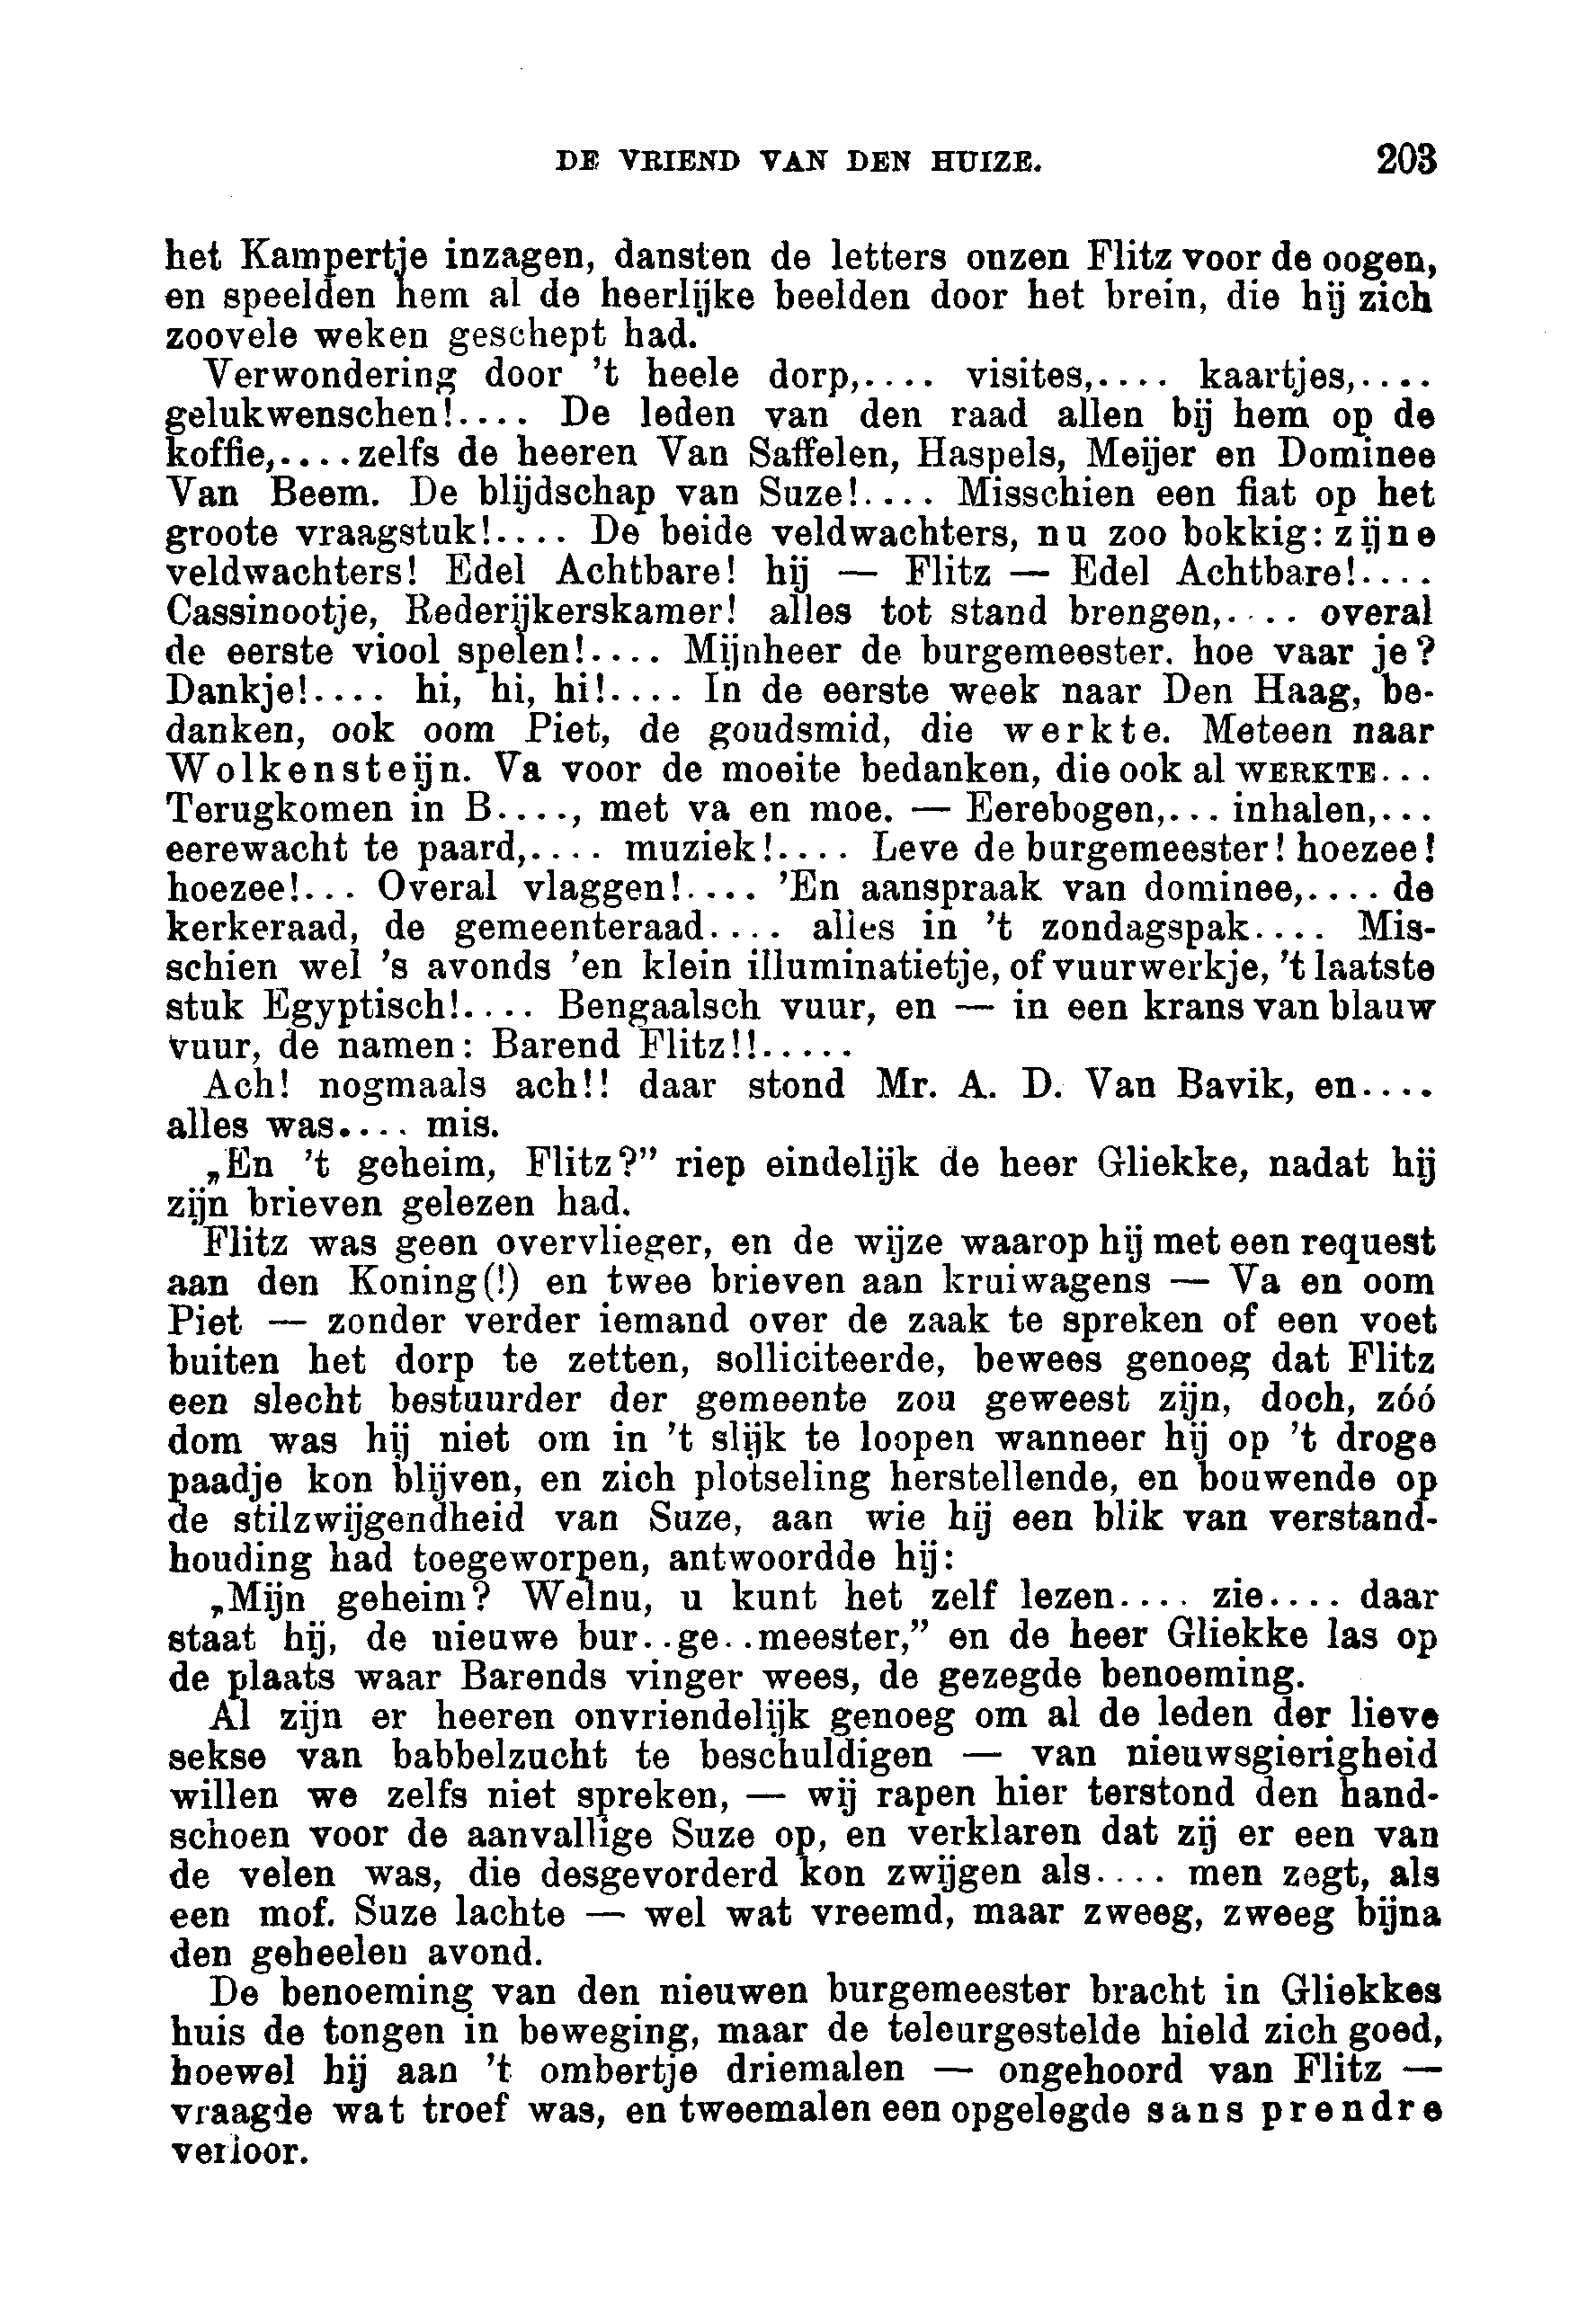 DE VRIEND VAN DEN HUIZE. 203
het Kampertje inzagen, dansten de letters onzen Flitz voor de oogen,
en speelden hem al de heerlijke beelden door het brein, die hij zich
zoovele weken geschept had.
Verwondering door 't heele dorp,.... visites,.... kaartjes,....
gelukwenschen!.... De leden van den raad allen bij hem op de
koffie,.... zelfs de heeren Van Saffelen, Haspels, Meijer en Dominee
Van Beem. De blijdschap van Suze!.... Misschien een fiat op het
groote vraagstuk!.... De beide veldwachters, nu zoo bokkig: zijne
veldwachters! Edel Achtbare! hij — Flitz — Edel Achtbare!....
Cassinootje, Rederijkerskamer! alles tot stand brengen,.... overal
de eerste viool spelen!.... Mijnheer de burgemeester. hoe vaar je?
Dankje!.... hi, hi, hi!.... In de eerste week naar Den Haag, be-
danken, ook oom Piet, de goudsmid, die werkte. Meteen naar
Wolkensteijn. Va voor de moeite bedanken, die ook al WERKTE...
Terugkomen in B...., met va en moe. — Eerebogen,... inhalen,...
eerewacht te paard,.... muziek!.... Leve de burgemeester! hoezee!
hoezee!... Overal vlaggen!.... 'En aanspraak van dominee,.... de
kerkeraad, de gemeenteraad.... alles in 't zondagspak.... Mis-
schien wel 's avonds 'en klein illuminatietje, of vuurwerkje, 't laatste
stuk Egyptisch!.... Bengaalsch vuur, en — in een krans van blauw
vuur, de namen: Barend Flitz!!.....
Ach! nogmaals ach!! daar stond Mr. A. D. Van Bavik, en....
alles was.... mis.
„En 't geheim, Flitz?” riep eindelijk de heer Gliekke, nadat hij
zijn brieven gelezen had.
Flitz was geen overvlieger, en de wijze waarop hij met een request
aan den Koning(!) en twee brieven aan kruiwagens — Va en oom
Piet — zonder verder iemand over de zaak te spreken of een voet
buiten het dorp te zetten, solliciteerde, bewees genoeg dat Flitz
een slecht bestuurder der gemeente zou geweest zijn, doch, zóó
dom was hij niet om in 't slijk te loopen wanneer hij op 't droge
paadje kon blijven, en zich plotseling herstellende, en bouwende op
de stilzwijgendheid van Suze, aan wie hij een blik van verstand-
houding had toegeworpen, antwoordde hij:
„Mijn geheim? Welnu, u kunt het zelf lezen.... zie.... daar
staat hij, de nieuwe bur..ge..meester,” en de heer Gliekke las op
de plaats waar Barends vinger wees, de gezegde benoeming.
Al zijn er heeren onvriendelijk genoeg om al de leden der lieve
sekse van babbelzucht te beschuldigen — van nieuwsgierigheid
willen we zelfs niet spreken, — wij rapen hier terstond den hand-
schoen voor de aanvallige Suze op, en verklaren dat zij er een van
de velen was, die desgevorderd kon zwijgen als.... men zegt, als
een mof. Suze lachte — wel wat vreemd, maar zweeg, zweeg bijna
den geheelen avond.
De benoeming van den nieuwen burgemeester bracht in Gliekkes
huis de tongen in beweging, maar de teleurgestelde hield zich goed,
hoewel hij aan 't ombertje driemalen — ongehoord van Flitz —
vraagde wat troef was, en tweemalen een opgelegde sans prendre
verloor.